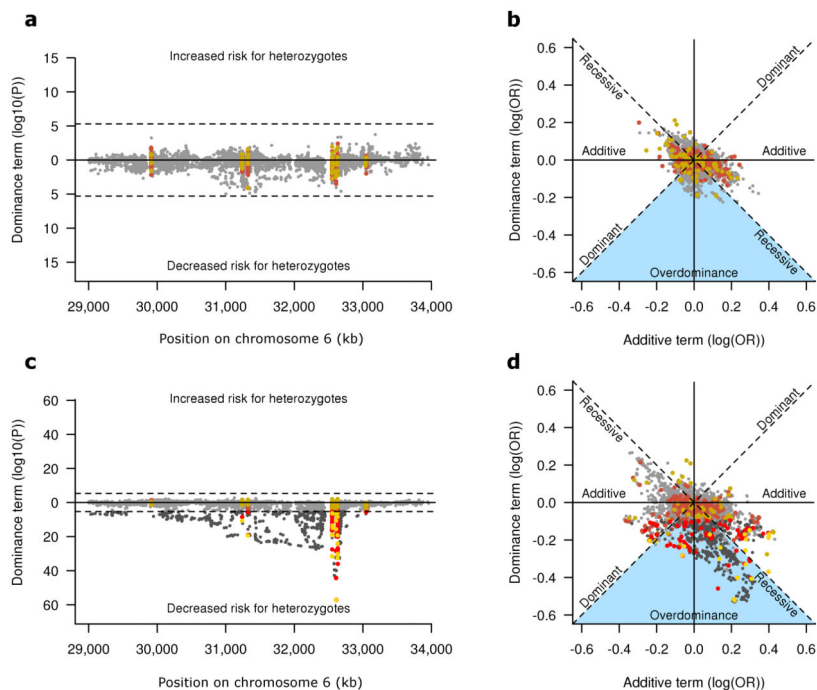 a
Dominance term (log10(P))
15
10
5
0
5
10
15
Increased risk for heterozygotes
Decreased risk for heterozygotes
29,000 30,000 31,000 32,000 33,000 34,000
Position on chromosome 6 (kb)
b
Dominance term (log(OR))
0.6
0.4
0.2
0.0
-0.2
-0.4
-0.6
Recessive
Dominant
Additive
Additive
Dominant
Recessive
Overdominance
-0.6 -0.4 -0.2 0.0 0.2 0.4 0.6
Additive term (log(OR))
c
Dominance term (log10(P))
60
40
20
0
20
40
60
Increased risk for heterozygotes
Decreased risk for heterozygotes
29,000 30,000 31,000 32,000 33,000 34,000
Position on chromosome 6 (kb)
d
Dominance term (log(OR))
0.6
0.4
0.2
0.0
-0.2
-0.4
-0.6
Recessive
Dominant
Additive
Additive
Dominant
Recessive
Overdominance
-0.6 -0.4 -0.2 0.0 0.2 0.4 0.6
Additive term (log(OR))